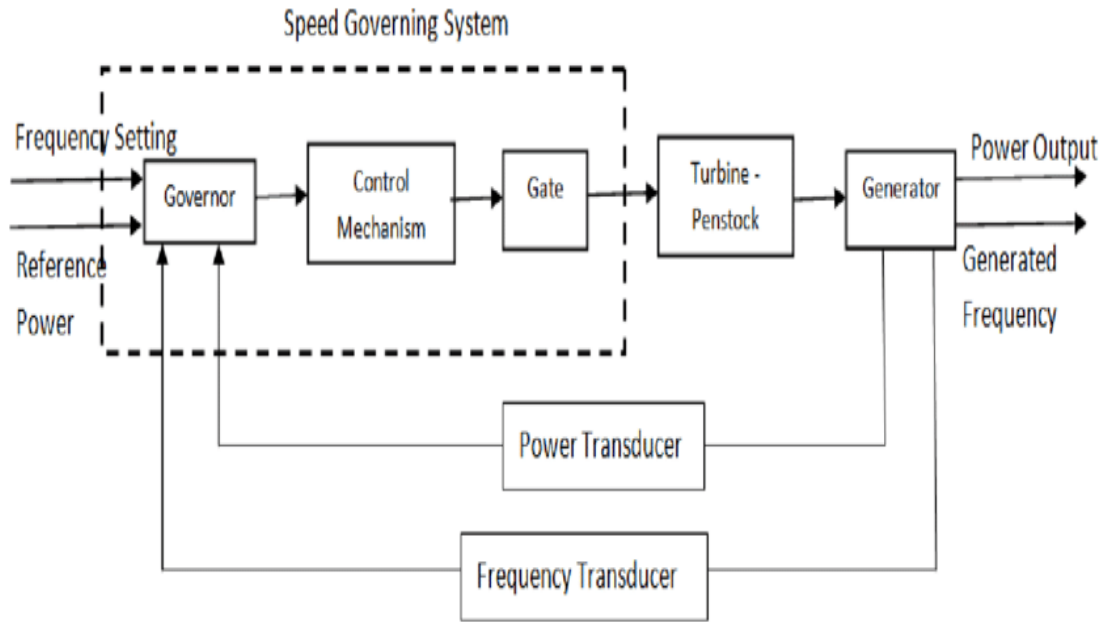 Speed Governing System
Frequency Setting
Governor
Control
Mechanism
Gate
Turbine -
Penstock
Generator
Power Output
Reference
Power
Generated
Frequency
Power Transducer
Frequency Transducer